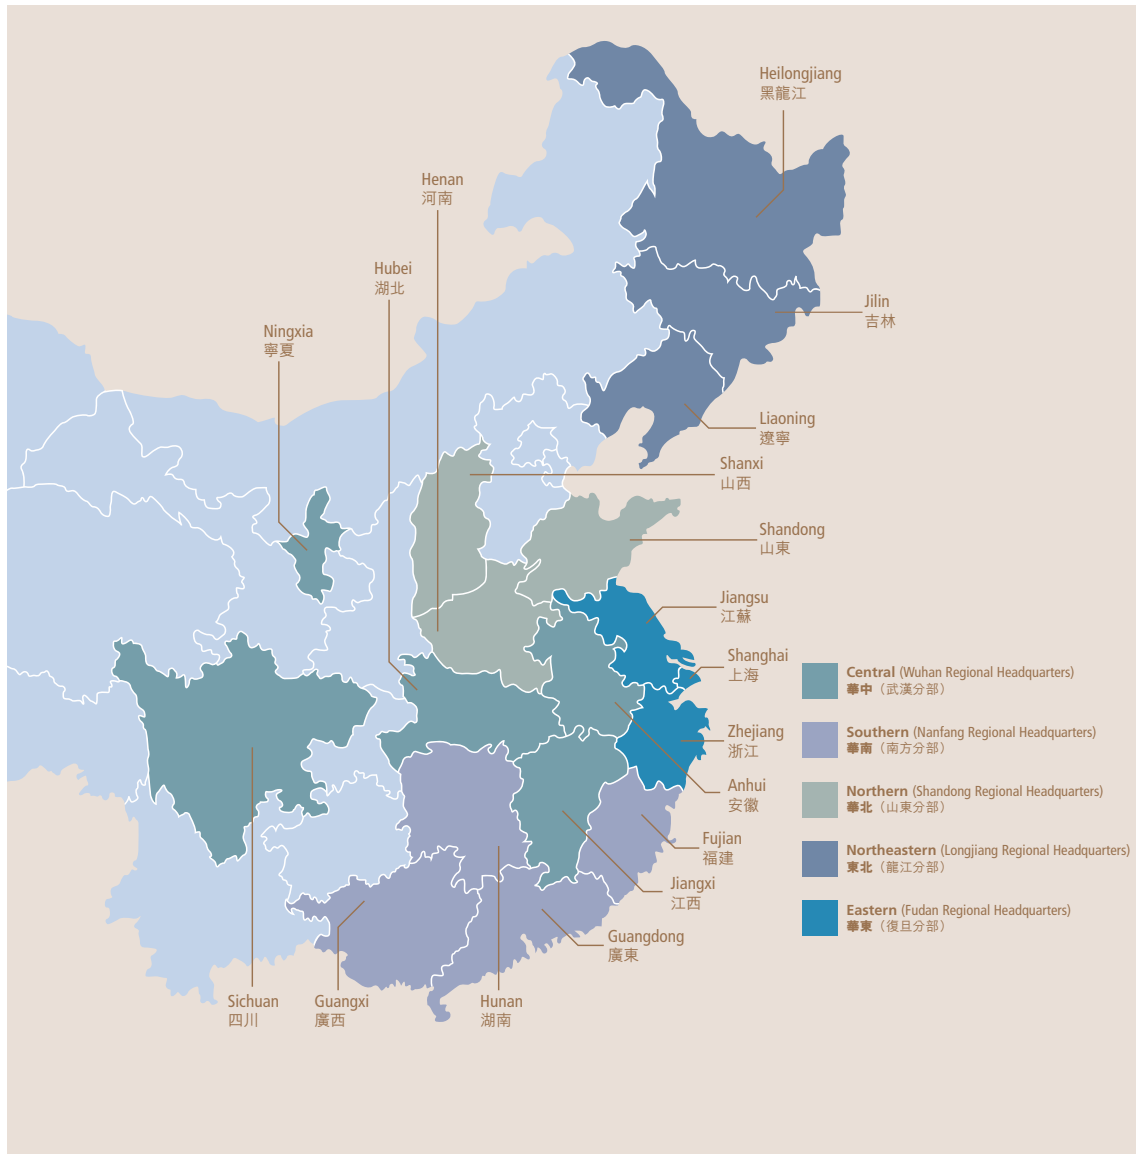 Heilongjiang
黑龍江
Henan
河南
Hubei
湖北
Jilin
吉林
Ningxia
寧夏
Liaoning
遼寧
Shanxi
山西
Shandong
山東
Jiangsu
江蘇
Shanghai
上海
Zhejiang
浙江
Anhui
安徽
Fujian
福建
Jiangxi
江西
Guangdong
廣東
Sichuan
四川
Guangxi
廣西
Hunan
湖南
Central (Wuhan Regional Headquarters)
華中（武漢分部）
Southern (Nanfang Regional Headquarters)
華南（南方分部）
Northern (Shandong Regional Headquarters)
華北（山東分部）
Northeastern (Longjiang Regional Headquarters)
東北（龍江分部）
Eastern (Fudan Regional Headquarters)
華東（復旦分部）